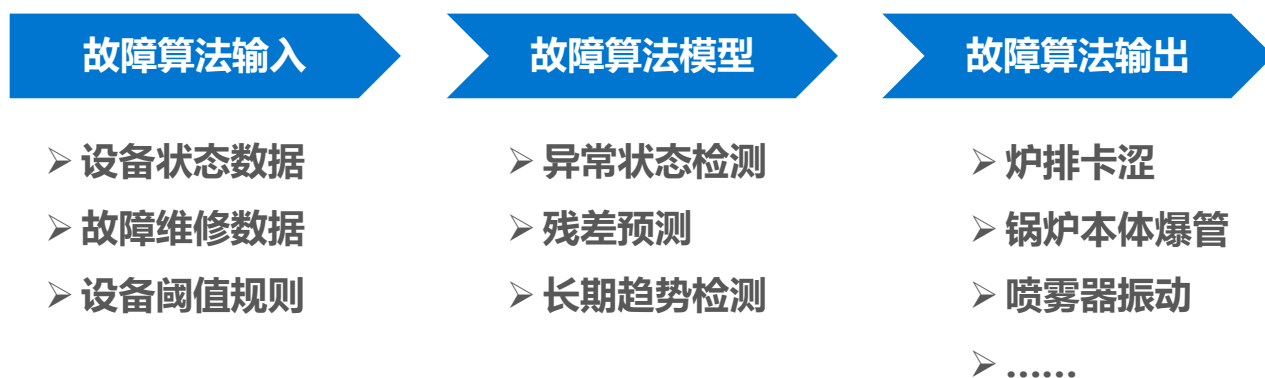 故障算法输入
故障算法模型
故障算法输出
➢ 设备状态数据
➢ 故障维修数据
➢ 设备阈值规则
➢ 异常状态检测
➢ 残差预测
➢ 长期趋势检测
➢ 炉排卡涩
➢ 锅炉本体爆管
➢ 喷雾器振动
➢ ……